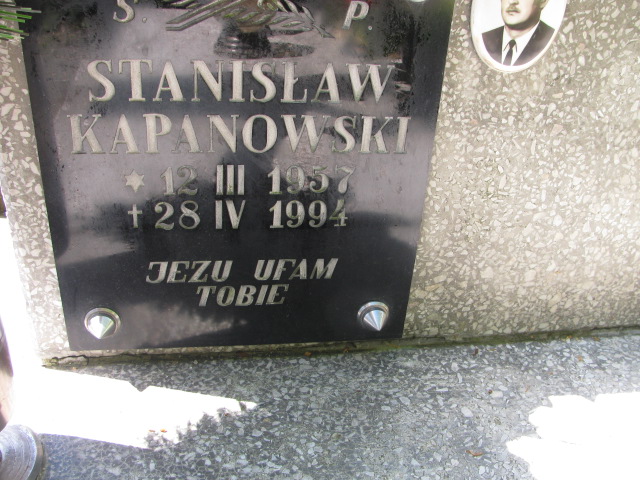 Ś. P.
STANISŁAW
KAPANOWSKI
* 12 III 1957
+ 28 IV 1994
JEZU UFAM
TOBIE